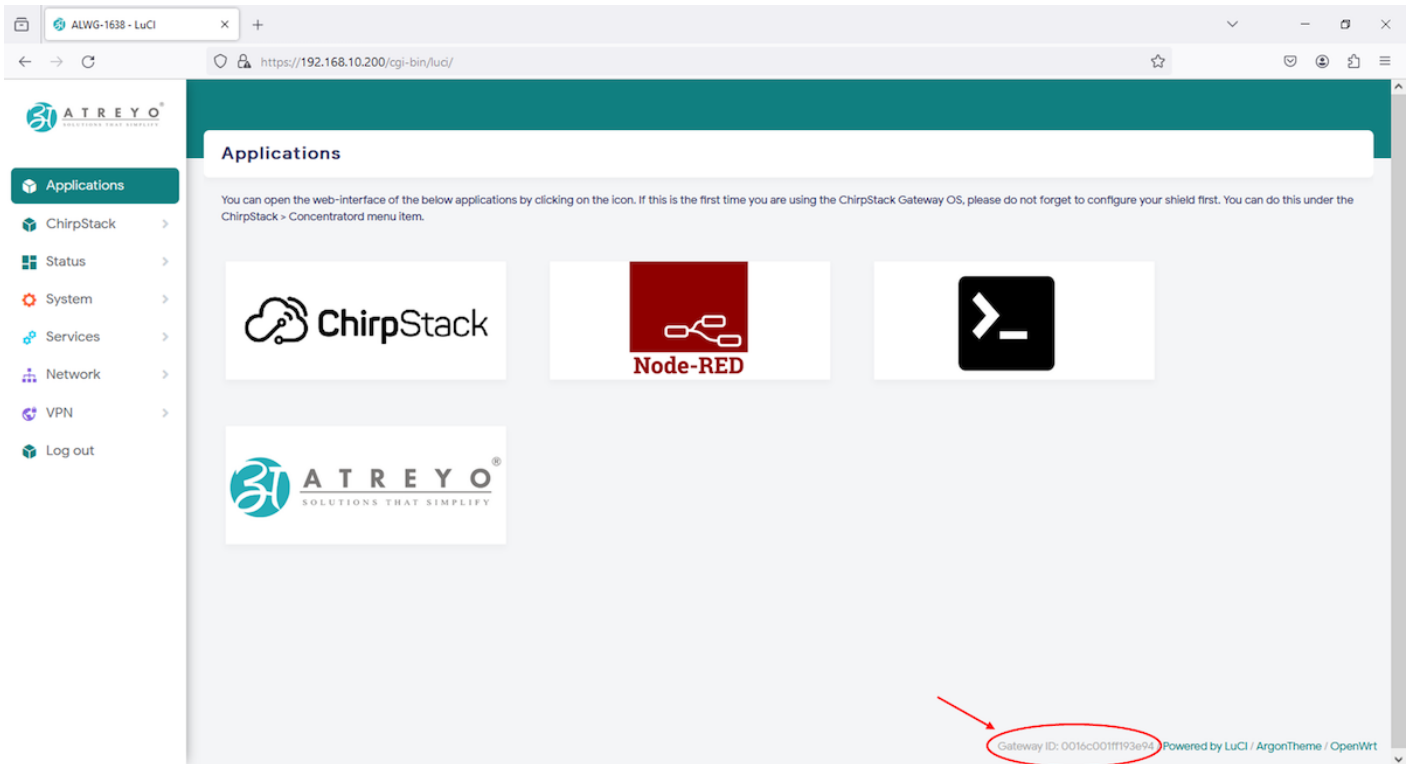 ALWG-1638 - LuCI
https://192.168.10.200/cgi-bin/luci/
ATREYO®
SOLUTIONS THAT SIMPLIFY
Applications
ChirpStack
Status
System
Services
Network
VPN
Log out
Applications
You can open the web-interface of the below applications by clicking on the icon. If this is the first time you are using the ChirpStack Gateway OS, please do not forget to configure your shield first. You can do this under the
ChirpStack > Concentratord menu item.
ChirpStack
Node-RED
>_
ATREYO®
SOLUTIONS THAT SIMPLIFY
Gateway ID: 0016c001ff193e94 / Powered by LuCI / ArgonTheme / OpenWrt